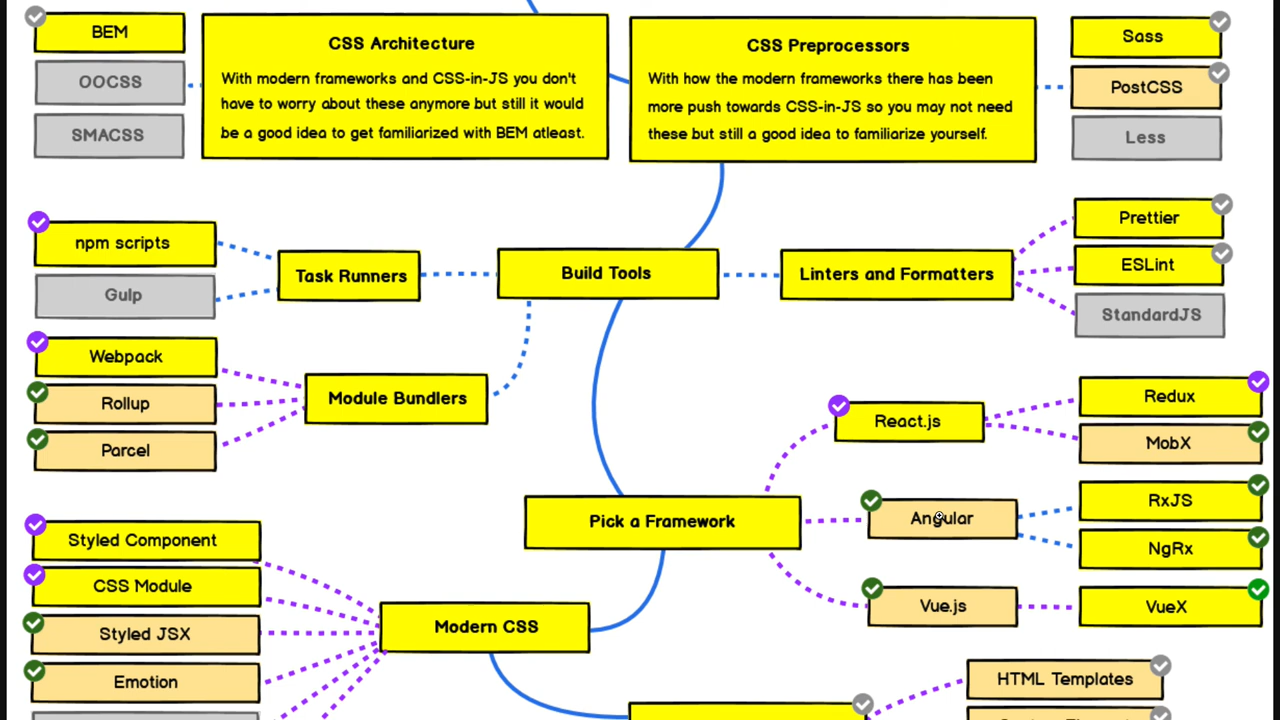 BEM
OOCSS
SMACSS
CSS Architecture
With modern frameworks and CSS-in-JS you don't
have to worry about these anymore but still it would
be a good idea to get familiarized with BEM atleast.
CSS Preprocessors
With how the modern frameworks there has been
more push towards CSS-in-JS so you may not need
these but still a good idea to familiarize yourself.
Sass
PostCSS
Less
npm scripts
Gulp
Task Runners
Build Tools
Linters and Formatters
Prettier
ESLint
StandardJS
Webpack
Rollup
Parcel
Module Bundlers
React.js
Redux
MobX
Pick a Framework
Angular
RxJS
NgRx
Vue.js
VueX
Styled Component
CSS Module
Styled JSX
Emotion
Modern CSS
HTML Templates